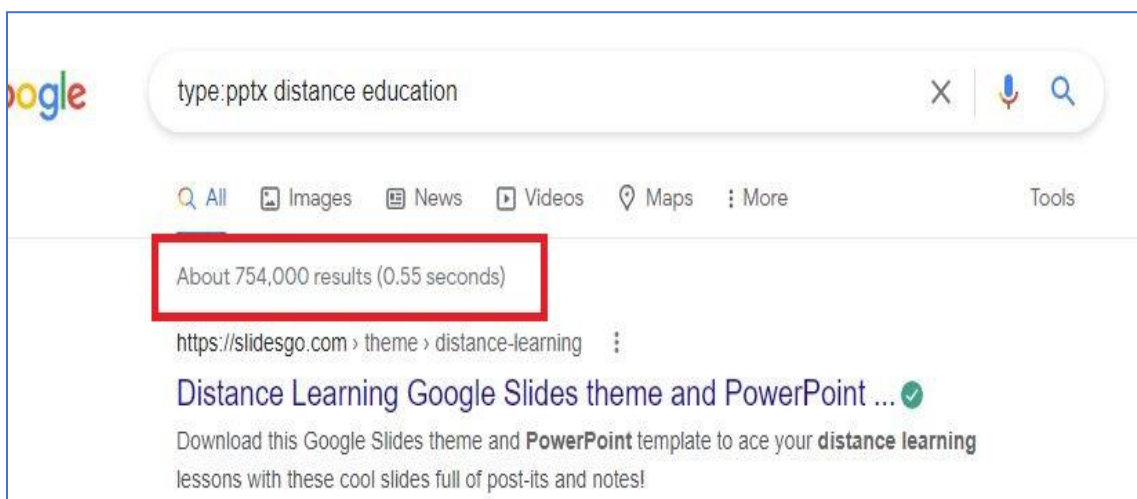 oogle
type:pptx distance education
All Images News Videos Maps More Tools
About 754,000 results (0.55 seconds)
https://slidesgo.com › theme › distance-learning
Distance Learning Google Slides theme and PowerPoint ...
Download this Google Slides theme and PowerPoint template to ace your distance learning
lessons with these cool slides full of post-its and notes!